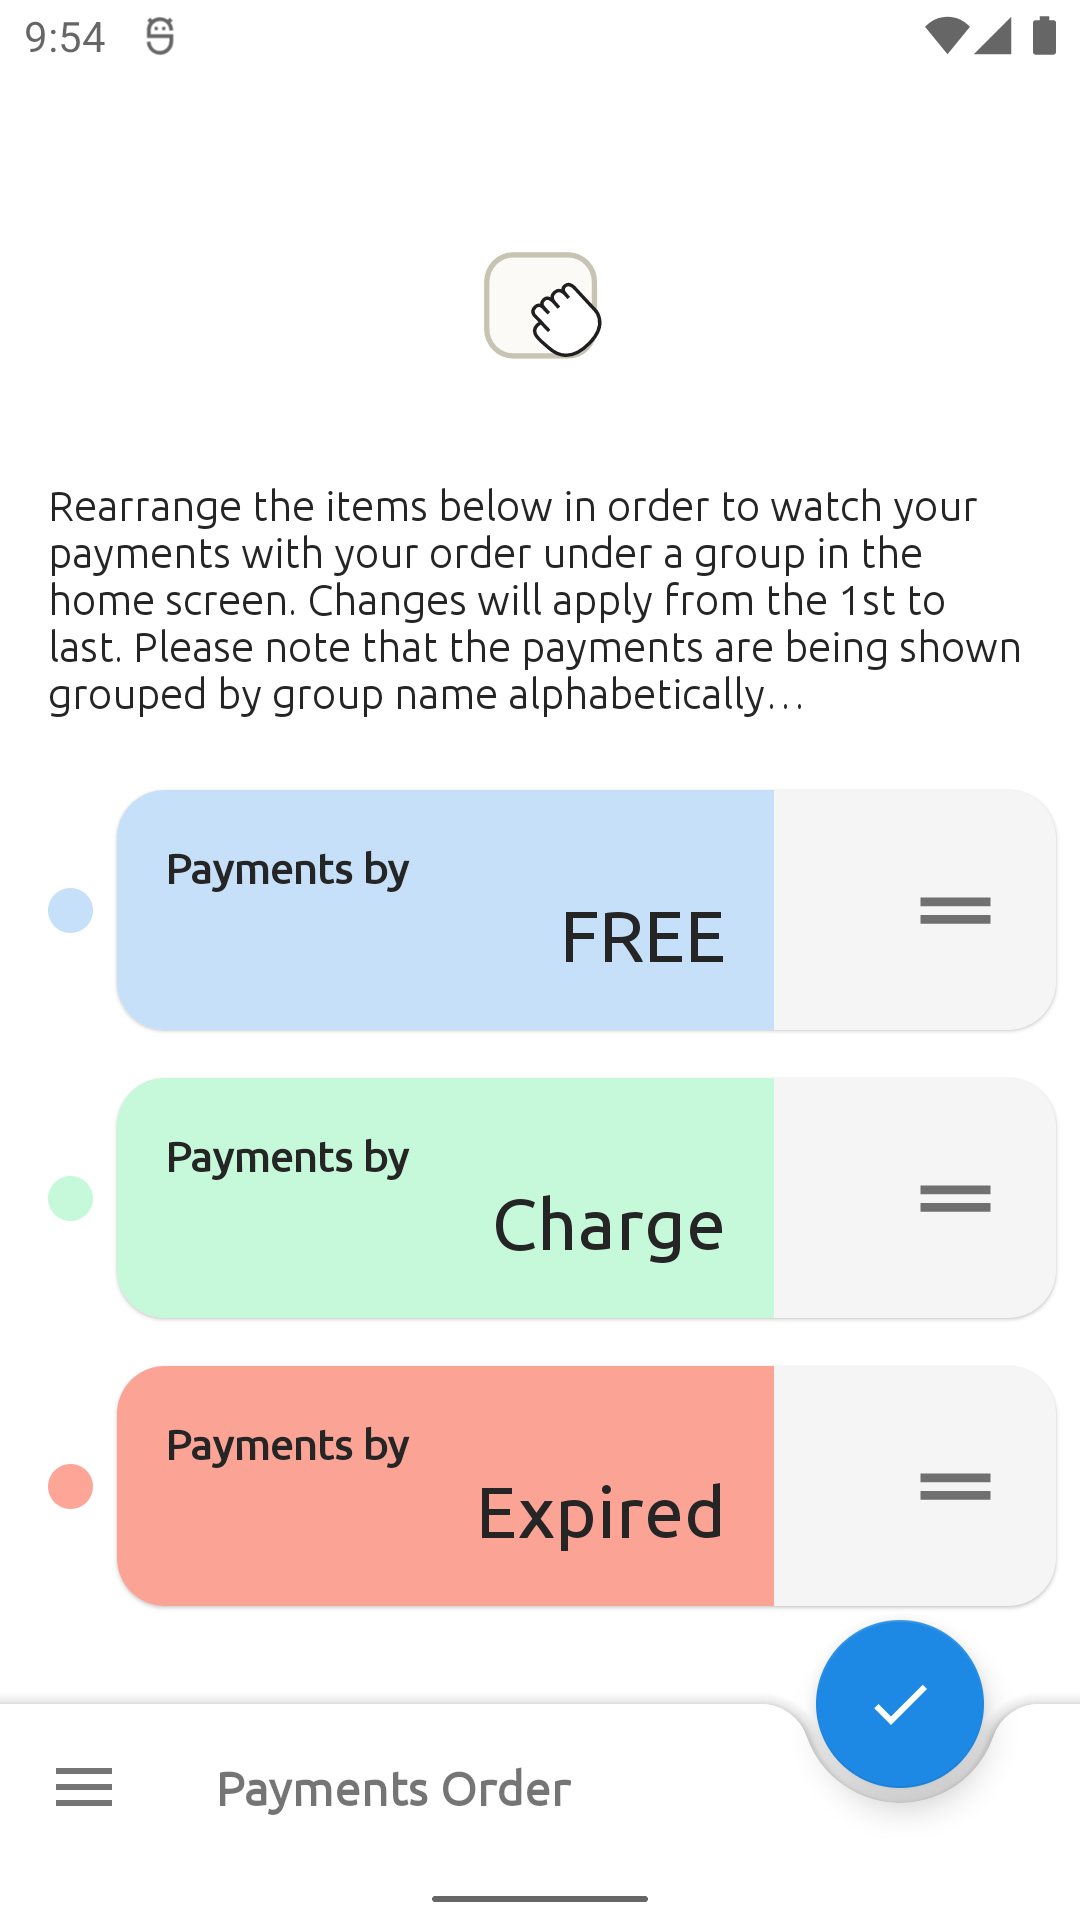 9:54
Rearrange the items below in order to watch your
payments with your order under a group in the
home screen. Changes will apply from the 1st to
last. Please note that the payments are being shown
grouped by group name alphabetically...
Payments by
FREE
Payments by
Charge
Payments by
Expired
Payments Order